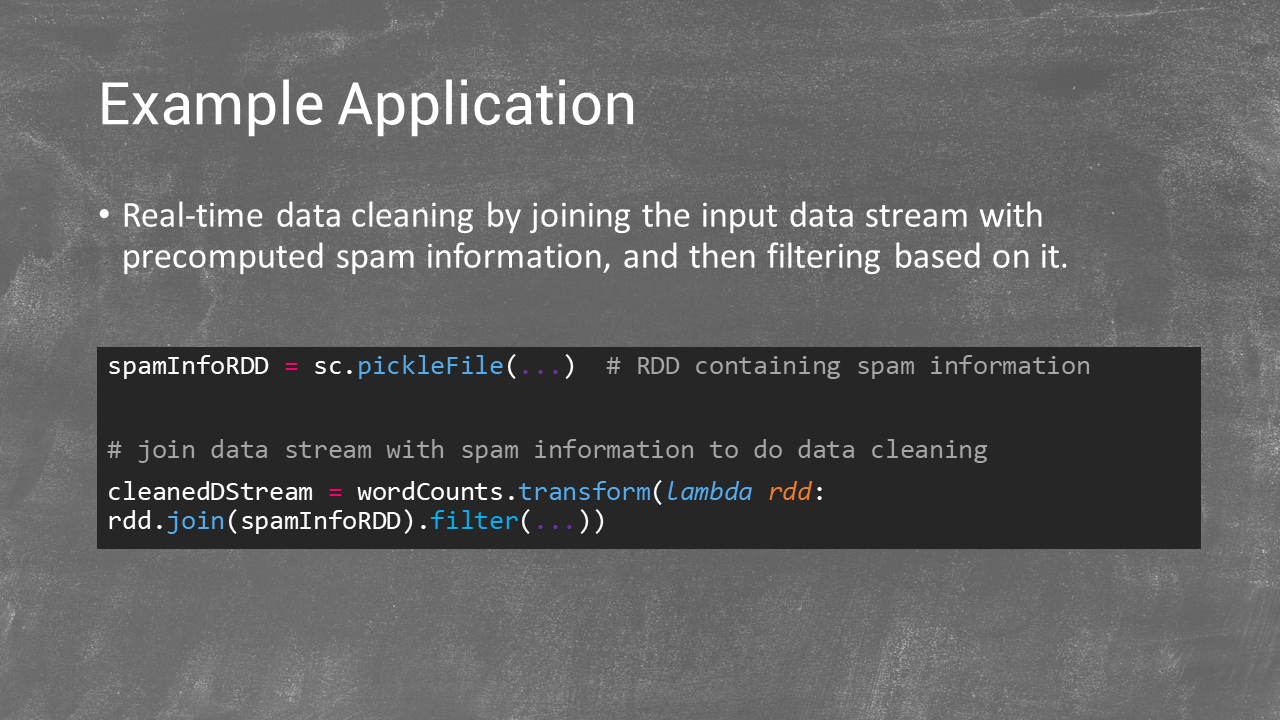 Example Application
• Real-time data cleaning by joining the input data stream with
precomputed spam information, and then filtering based on it.
spamInfoRDD = sc.pickleFile(...)  # RDD containing spam information
# join data stream with spam information to do data cleaning
cleanedDStream = wordCounts.transform(lambda rdd:
rdd.join(spamInfoRDD).filter(...))